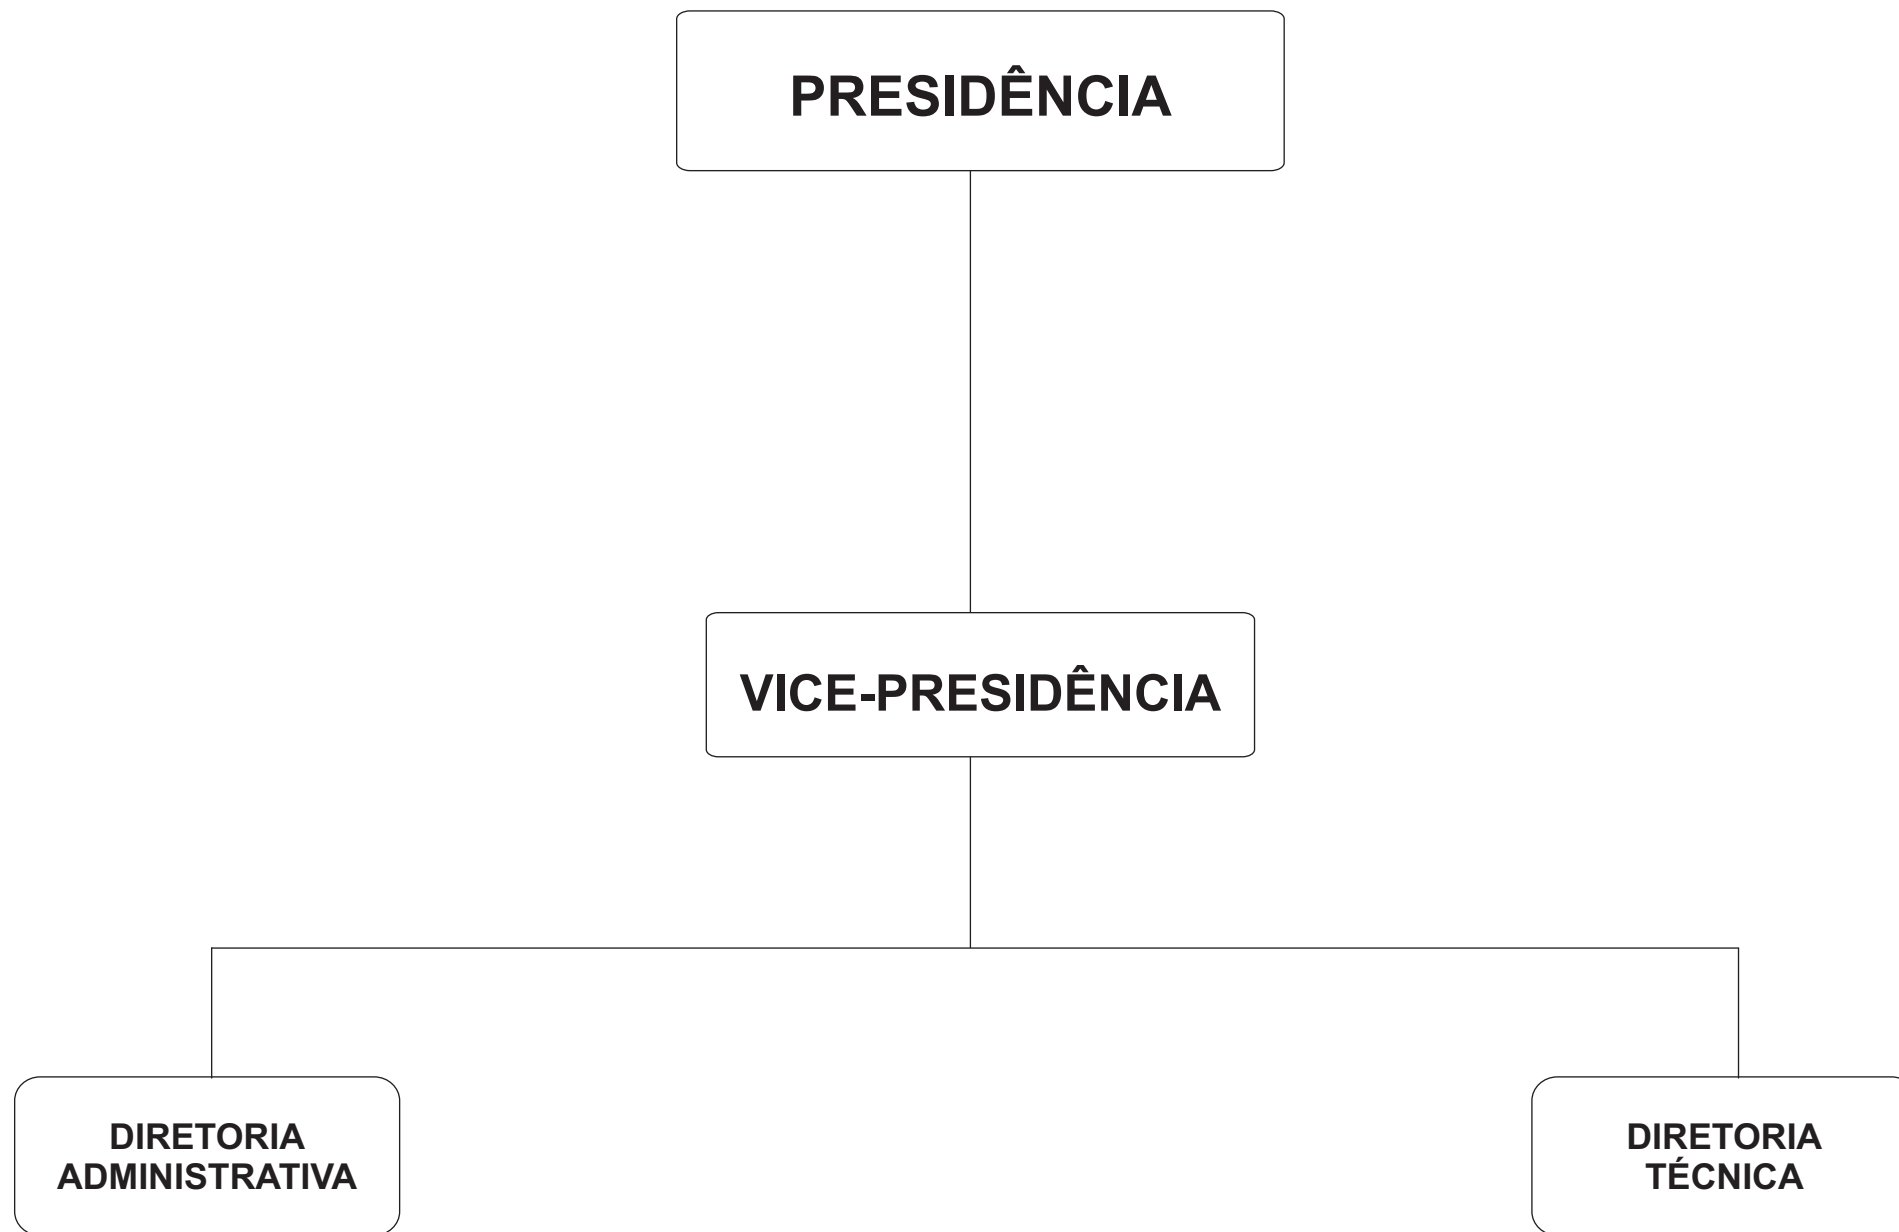 PRESIDÊNCIA
VICE-PRESIDÊNCIA
DIRETORIA
ADMINISTRATIVA
DIRETORIA
TÉCNICA